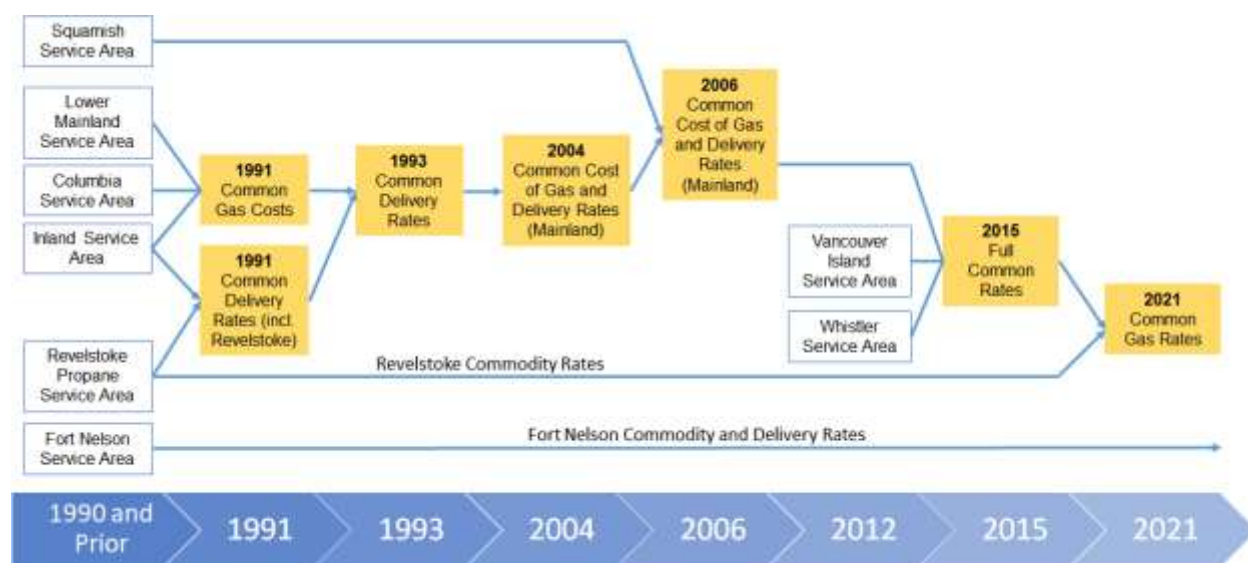 Squamish
Service Area
Lower
Mainland
Service Area
Columbia
Service Area
Inland Service
Area
Revelstoke
Propane
Service Area
Fort Nelson
Service Area
1991
Common
Gas Costs
1991
Common
Delivery
Rates (incl.
Revelstoke)
1993
Common
Delivery
Rates
2004
Common Cost
of Gas and
Delivery Rates
(Mainland)
2006
Common
Cost of Gas
and Delivery
Rates
(Mainland)
Vancouver
Island
Service Area
Whistler
Service Area
2015
Full
Common
Rates
2021
Common
Gas Rates
Revelstoke Commodity Rates
Fort Nelson Commodity and Delivery Rates
1990 and
Prior
1991
1993
2004
2006
2012
2015
2021